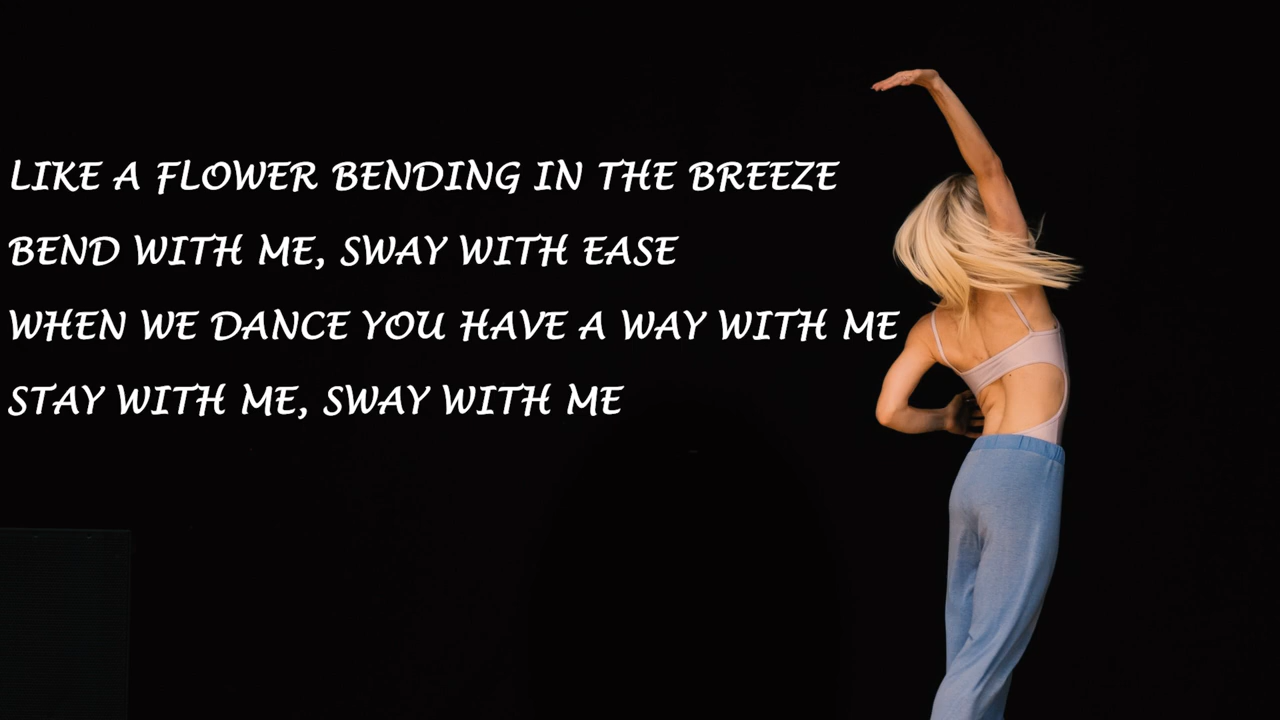 LIKE A FLOWER BENDING IN THE BREEZE
BEND WITH ME, SWAY WITH EASE
WHEN WE DANCE YOU HAVE A WAY WITH ME
STAY WITH ME, SWAY WITH ME